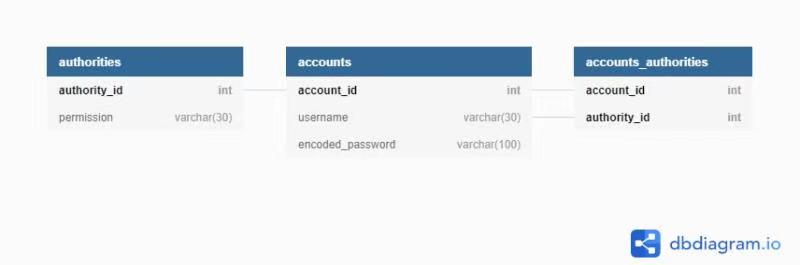 authorities
authority_id int
permission varchar(30)
accounts
account_id int
username varchar(30)
encoded_password varchar(100)
accounts_authorities
account_id int
authority_id int
dbdiagram.io